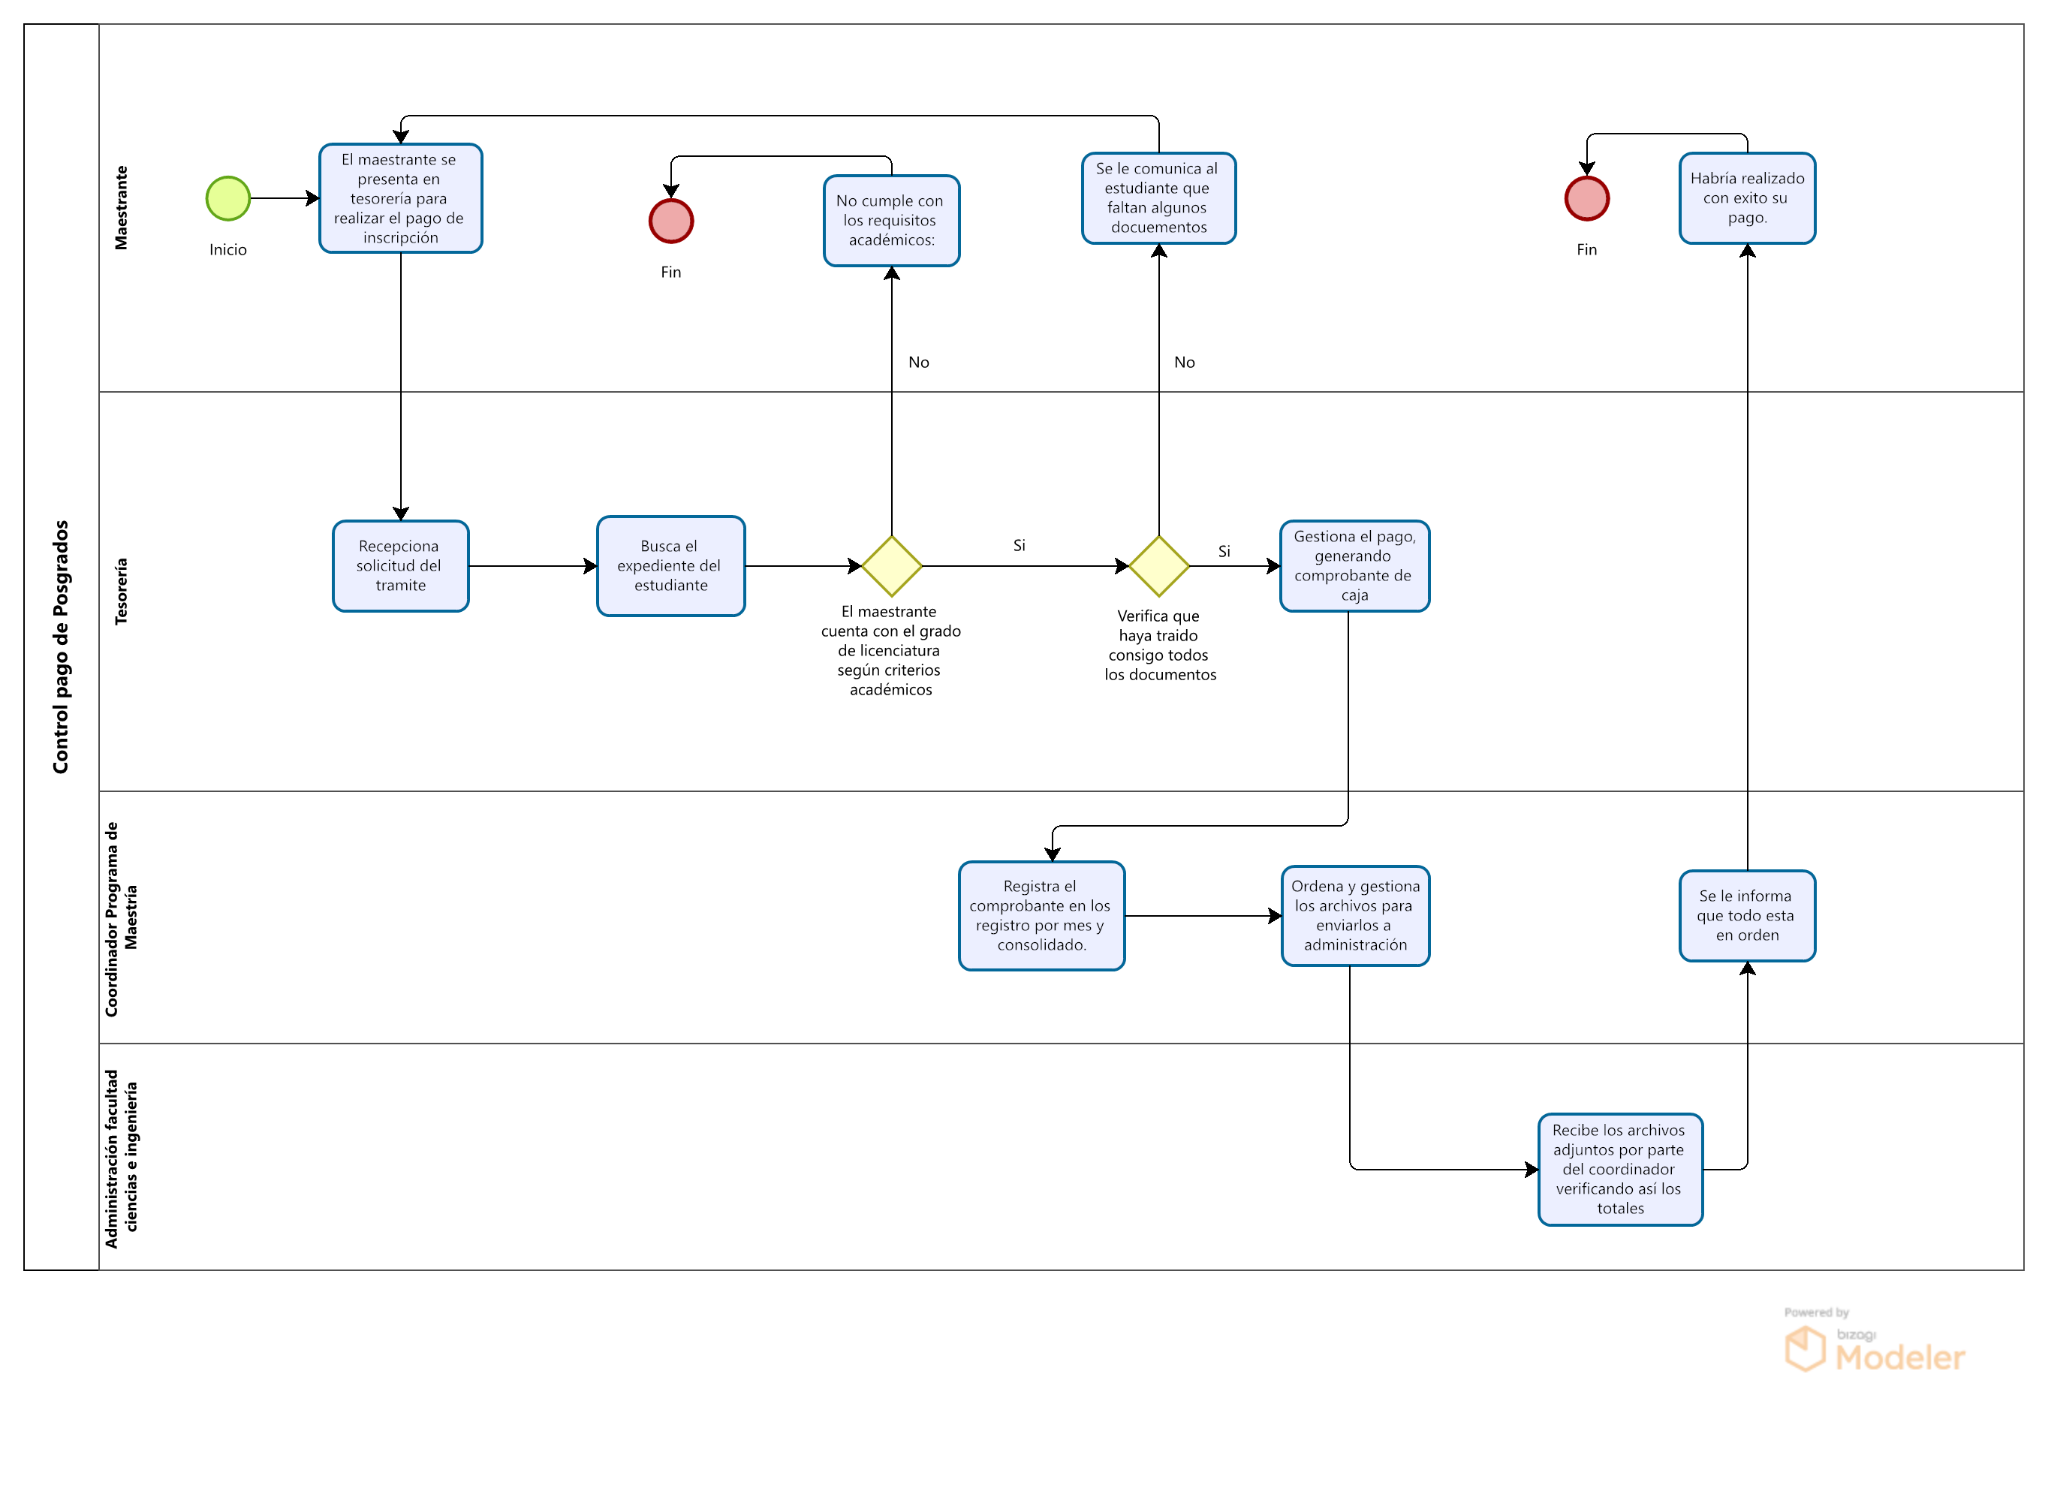 Control pago de Posgrados
Maestrante
Inicio
El maestrante se
presenta en
tesorería para
realizar el pago de
inscripción
Fin
No cumple con
los requisitos
académicos:
Se le comunica al
estudiante que
faltan algunos
docuementos
Fin
Habría realizado
con exito su
pago.
No
No
Tesorería
Recepciona
solicitud del
tramite
Busca el
expediente del
estudiante
El maestrante
cuenta con el grado
de licenciatura
según criterios
académicos
Si
Verifica que
haya traido
consigo todos
los documentos
Si
Gestiona el pago,
generando
comprobante de
caja
Coordinador Programa de
Maestría
Registra el
comprobante en los
registro por mes y
consolidado.
Ordena y gestiona
los archivos para
enviarlos a
administración
Se le informa
que todo esta
en orden
Administración facultad
ciencias e ingeniería
Recibe los archivos
adjuntos por parte
del coordinador
verificando así los
totales
Powered by
bizagi
Modeler